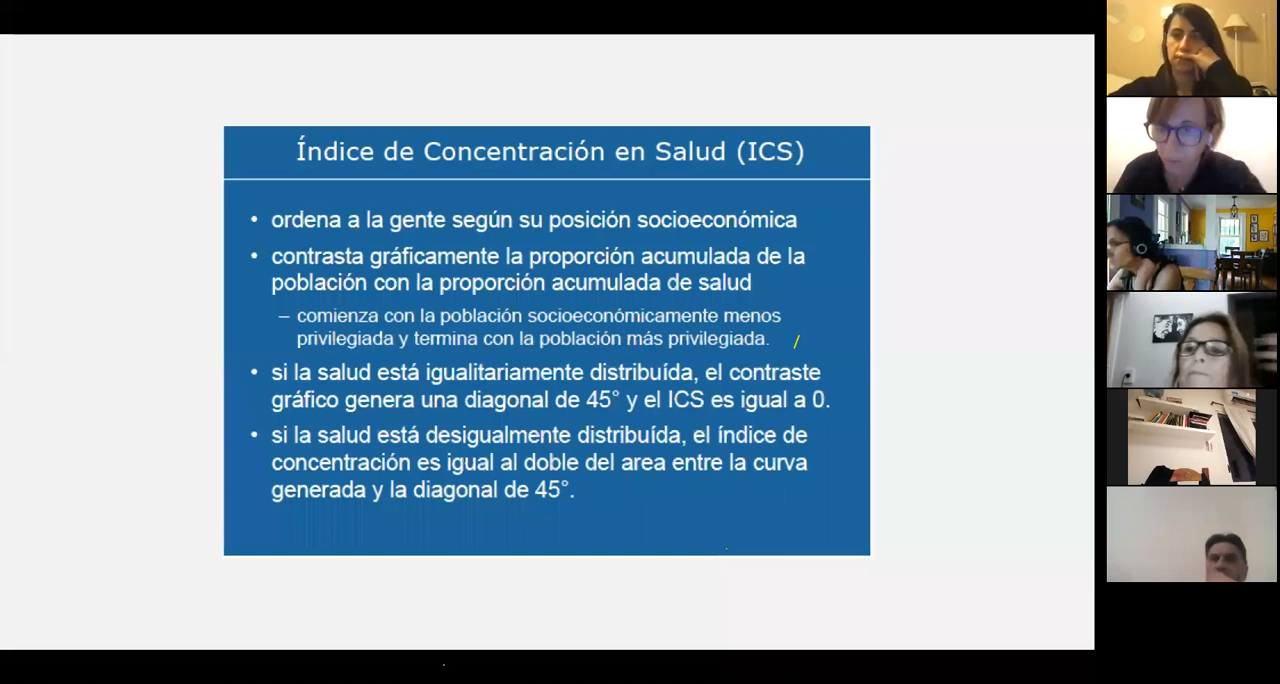 Índice de Concentración en Salud (ICS)
• ordena a la gente según su posición socioeconómica
• contrasta gráficamente la proporción acumulada de la
población con la proporción acumulada de salud
– comienza con la población socioeconómicamente menos
privilegiada y termina con la población más privilegiada.
• si la salud está igualitariamente distribuída, el contraste
gráfico genera una diagonal de 45° y el ICS es igual a 0.
• si la salud está desigualmente distribuída, el índice de
concentración es igual al doble del area entre la curva
generada y la diagonal de 45°.